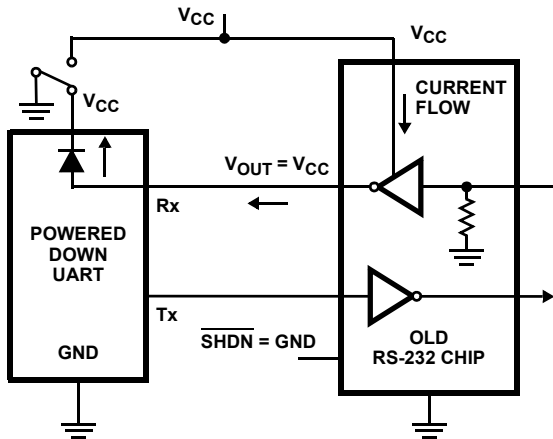 VCC
VCC
VCC
CURRENT
FLOW
VOUT = VCC
Rx
POWERED
DOWN
UART
Tx
SHDN = GND
GND
OLD
RS-232 CHIP